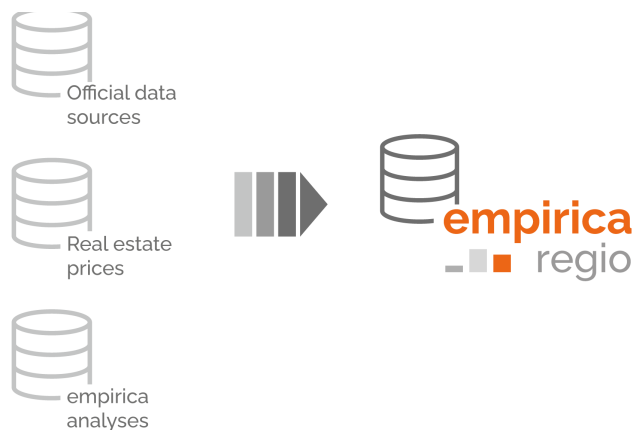 Official data
sources
Real estate
prices
empirica
analyses
empirica
regio